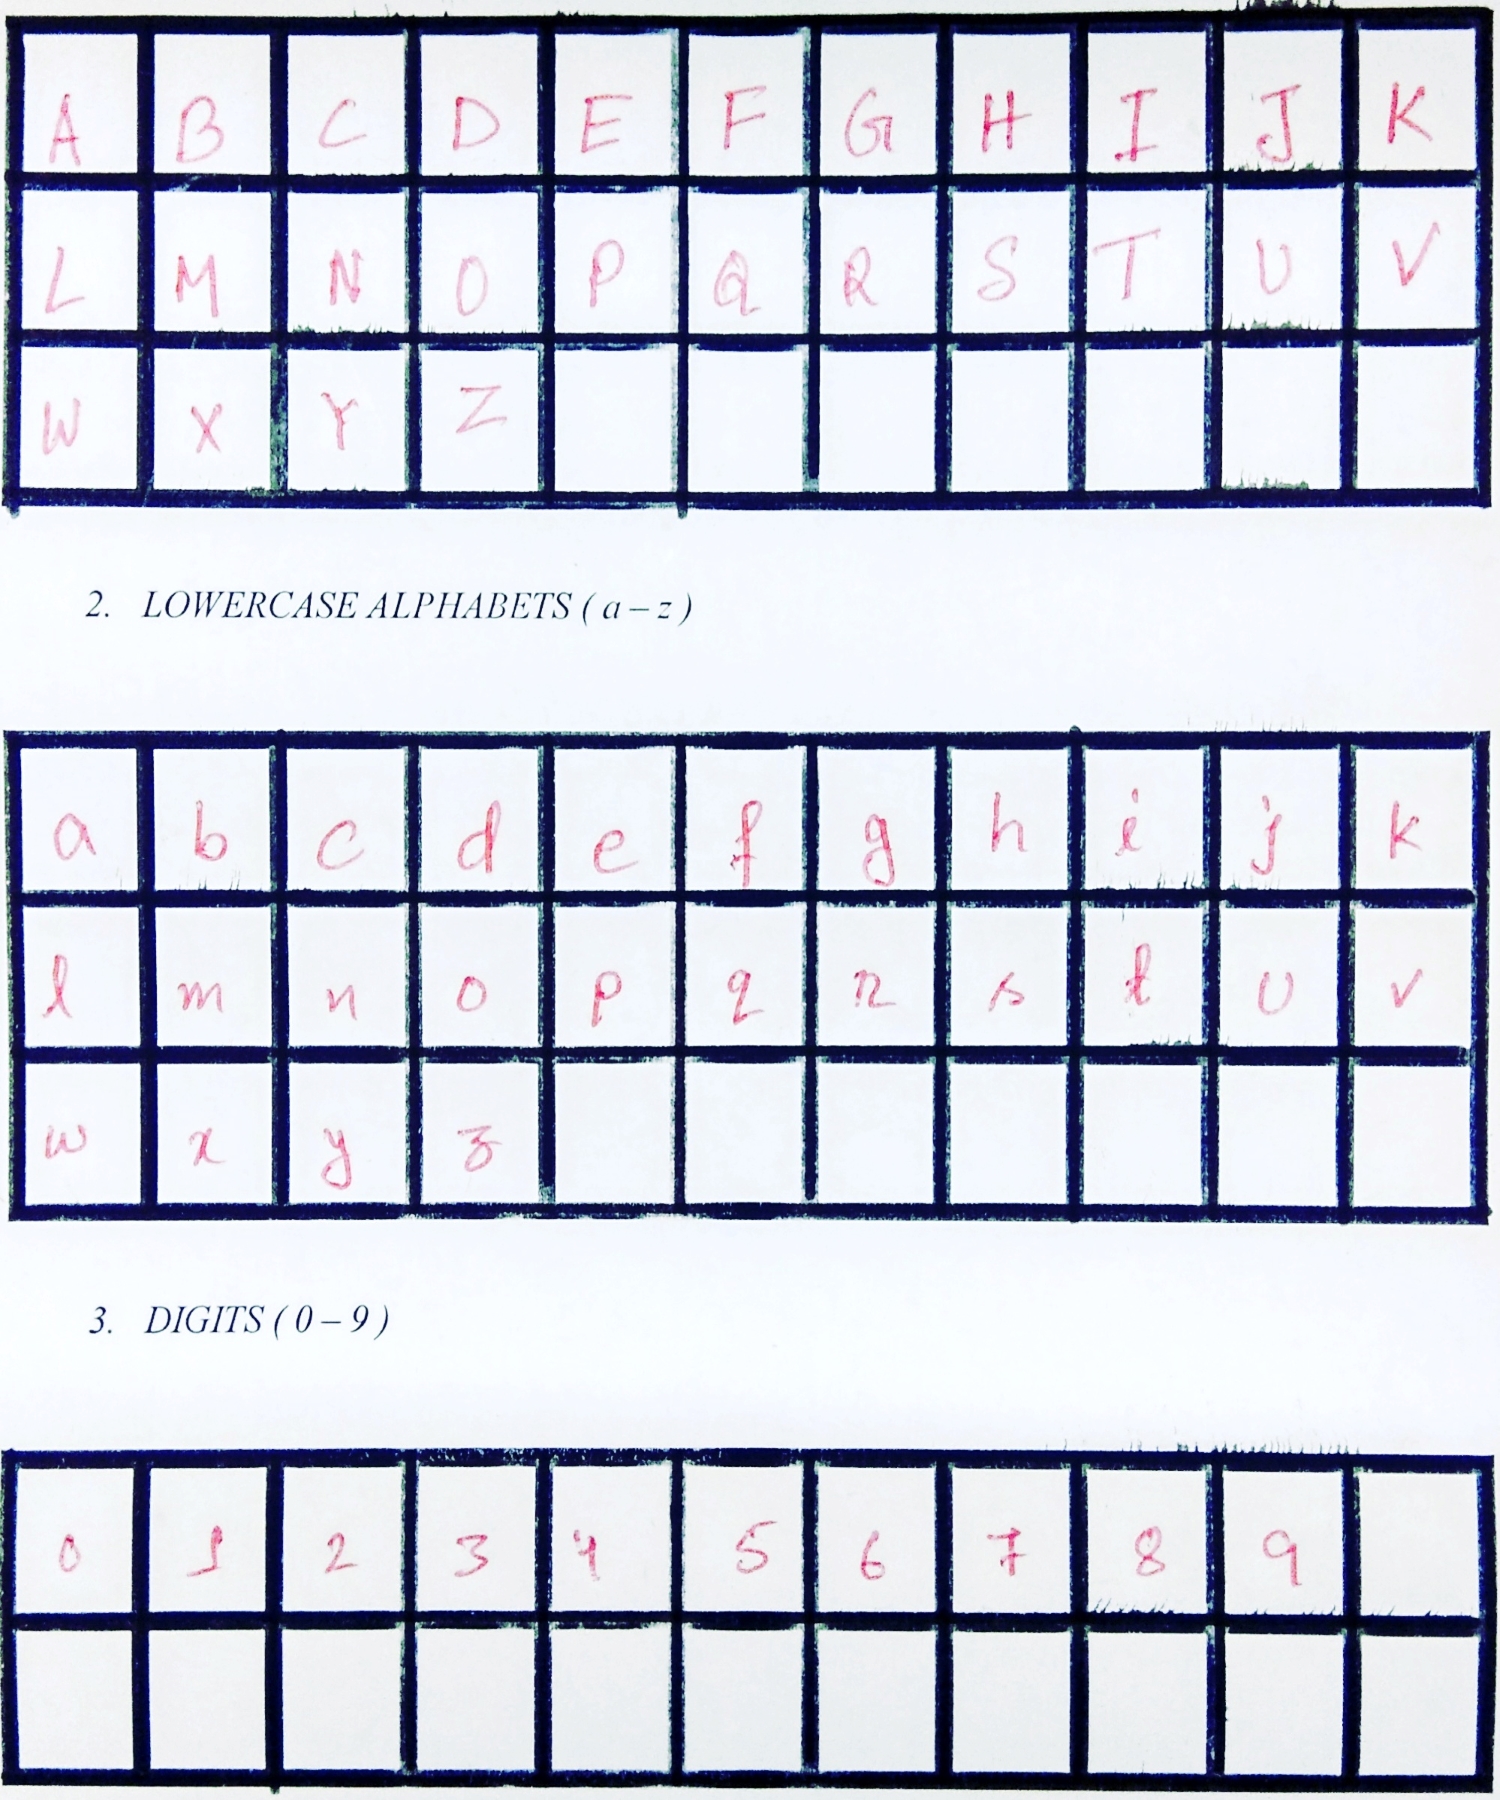 A B C D E F G H I J K
L M N O P Q R S T U V
W X Y Z
2. LOWERCASE ALPHABETS ( a – z )
a b c d e f g h i j k
l m n o p q r s t u v
w x y z
3. DIGITS ( 0 – 9 )
0 1 2 3 4 5 6 7 8 9